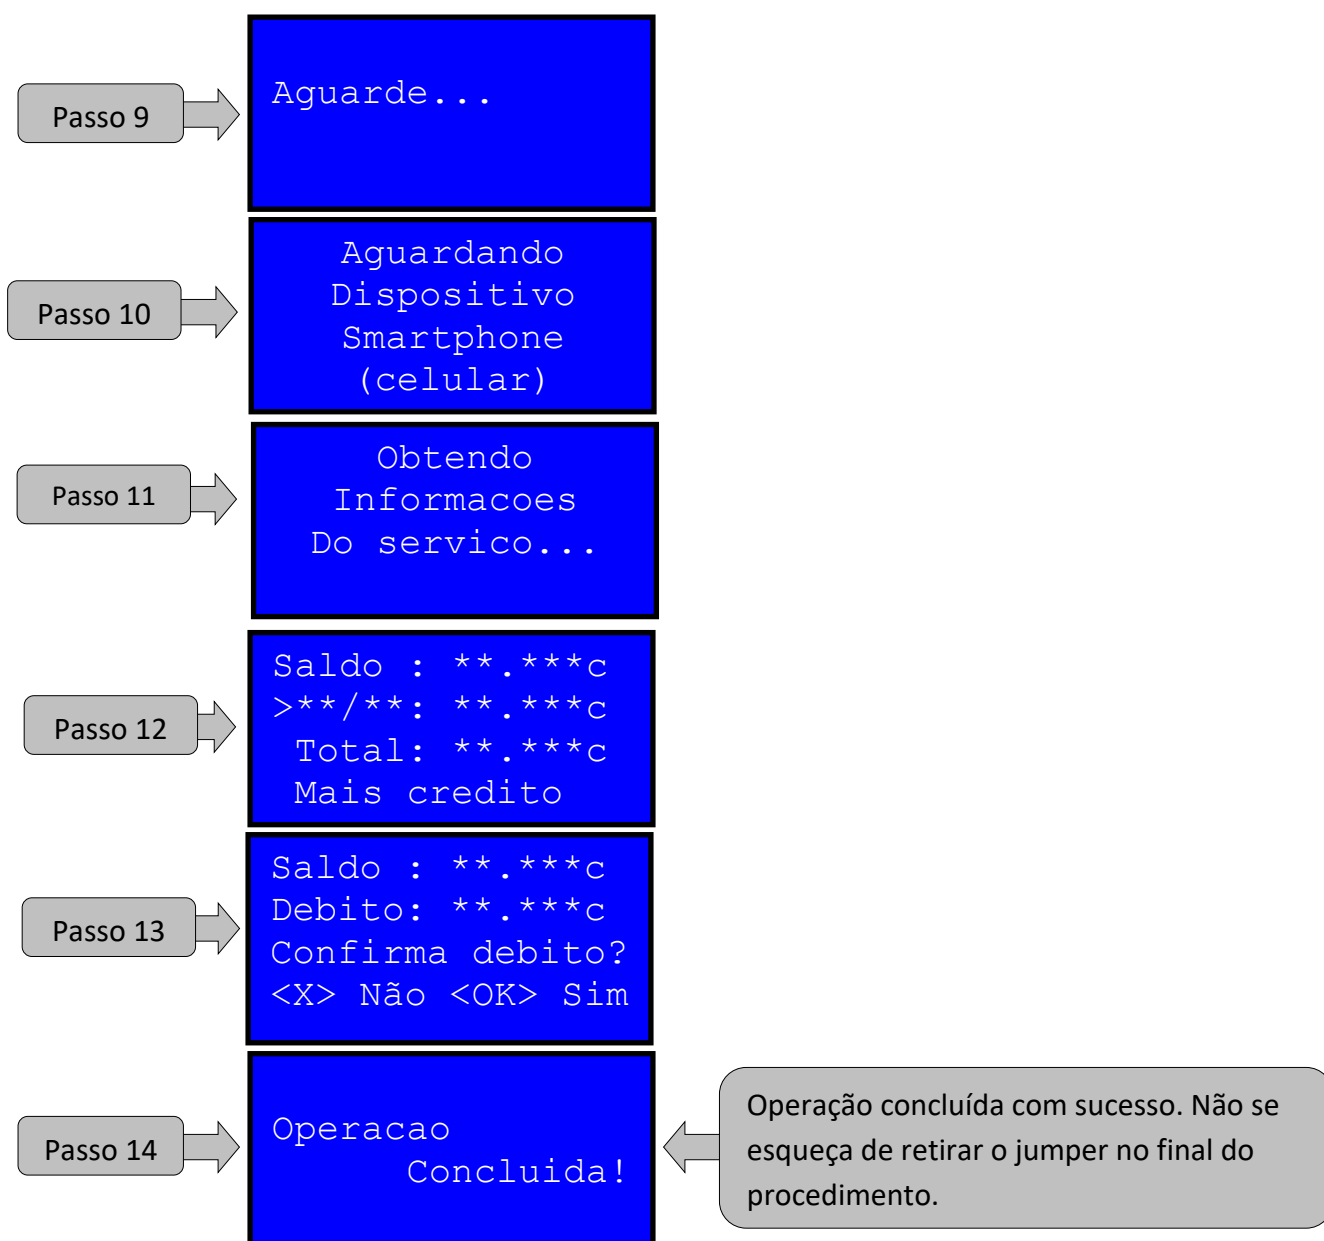 Passo 9
Aguarde...
Passo 10
Aguardando
Dispositivo
Smartphone
(celular)
Passo 11
Obtendo
Informacoes
Do servico...
Passo 12
Saldo : **.***c
>**/**: **.***c
Total: **.***c
Mais credito
Passo 13
Saldo : **.***c
Debito: **.***c
Confirma debito?
<X> Não <OK> Sim
Passo 14
Operacao
Concluida!
Operação concluída com sucesso. Não se
esqueça de retirar o jumper no final do
procedimento.